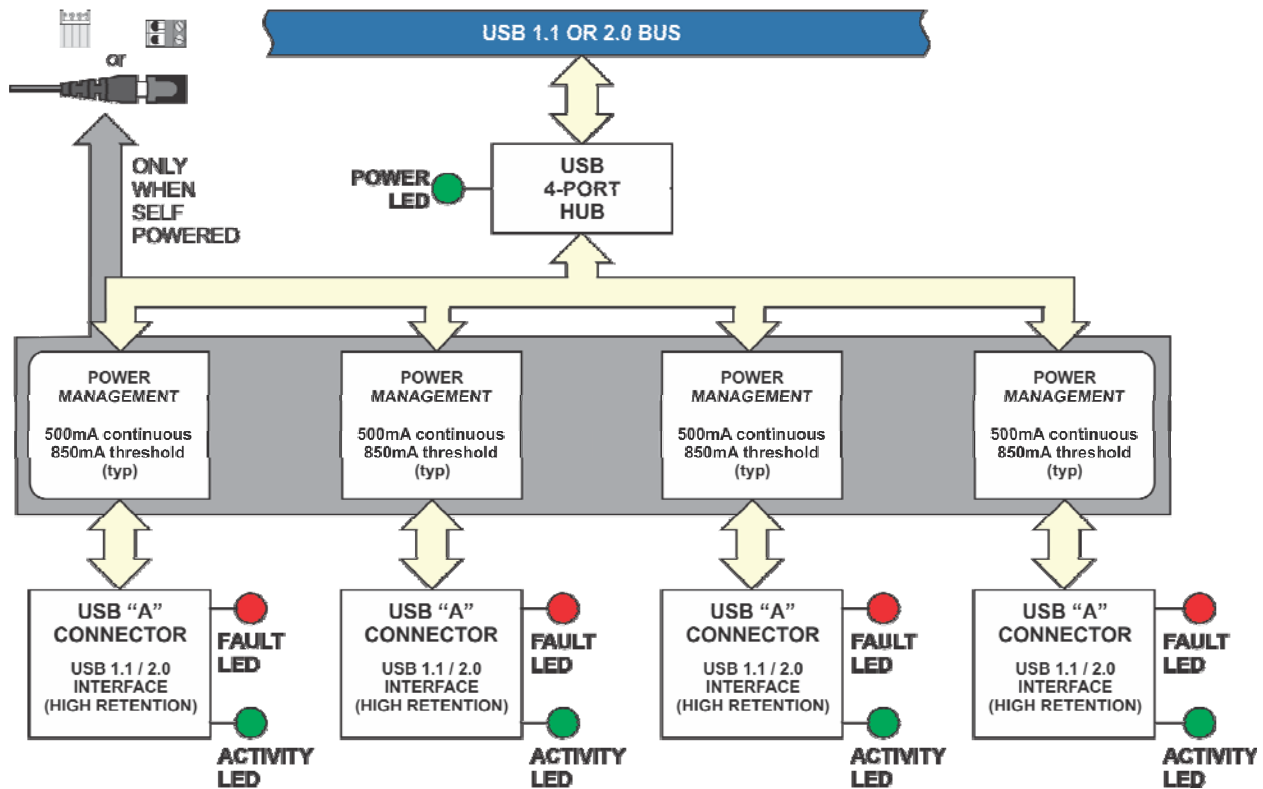 USB 1.1 OR 2.0 BUS
or
ONLY
WHEN
SELF
POWERED
POWER
LED
USB
4-PORT
HUB
POWER
MANAGEMENT
500mA continuous
850mA threshold
(typ)
POWER
MANAGEMENT
500mA continuous
850mA threshold
(typ)
POWER
MANAGEMENT
500mA continuous
850mA threshold
(typ)
POWER
MANAGEMENT
500mA continuous
850mA threshold
(typ)
USB “A”
CONNECTOR
USB 1.1 / 2.0
INTERFACE
(HIGH RETENTION)
FAULT
LED
ACTIVITY
LED
USB “A”
CONNECTOR
USB 1.1 / 2.0
INTERFACE
(HIGH RETENTION)
FAULT
LED
ACTIVITY
LED
USB “A”
CONNECTOR
USB 1.1 / 2.0
INTERFACE
(HIGH RETENTION)
FAULT
LED
ACTIVITY
LED
USB “A”
CONNECTOR
USB 1.1 / 2.0
INTERFACE
(HIGH RETENTION)
FAULT
LED
ACTIVITY
LED